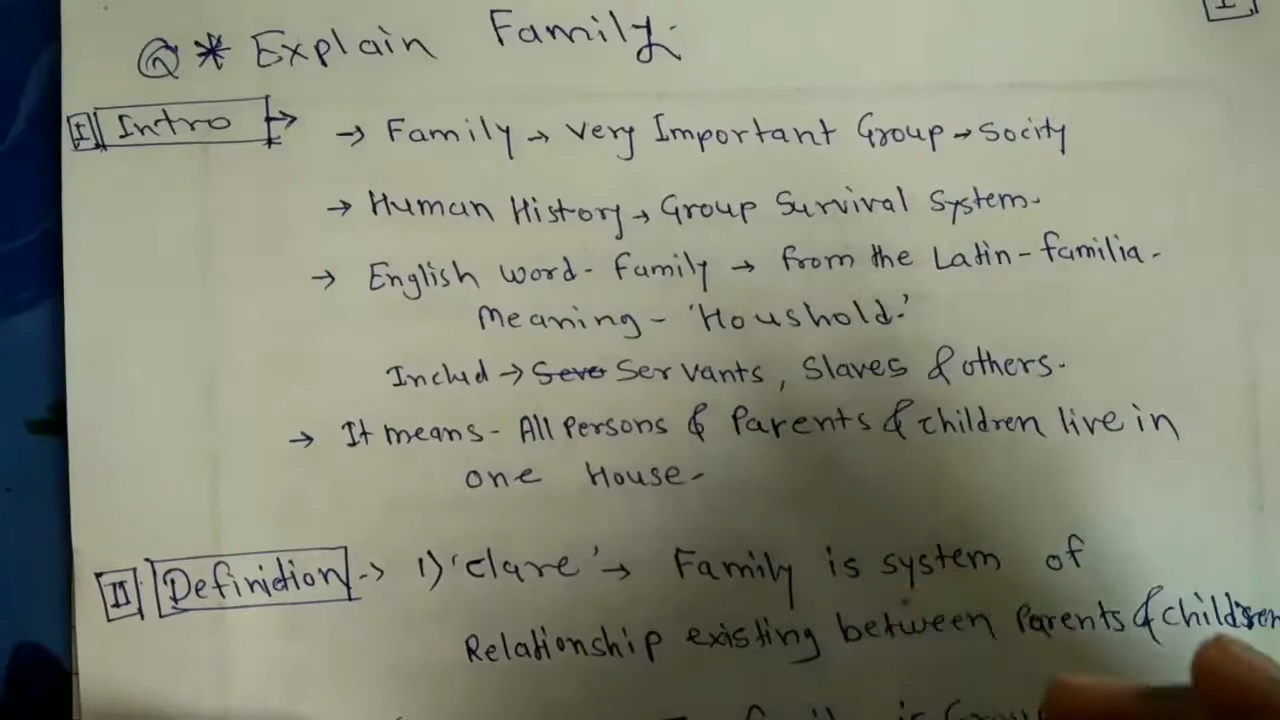 Q * Explain Family.
I Intro → → Family → Very Important Group → Socity
→ Human History → Group Survival System.
→ English word - Family → from the Latin - familia.
Meaning - 'Houshold.'
Includ → Servants, Slaves & others.
→ It means - All Persons & Parents & children live in
one House.
II Definition → 1) 'Clare' → Family is system of
Relationship existing between Parents & children
is